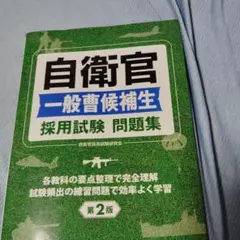 自衛官
一般曹候補生
採用試験 問題集
各教科の要点整理で完全理解
試験頻出の練習問題で効率よく学習
第2版